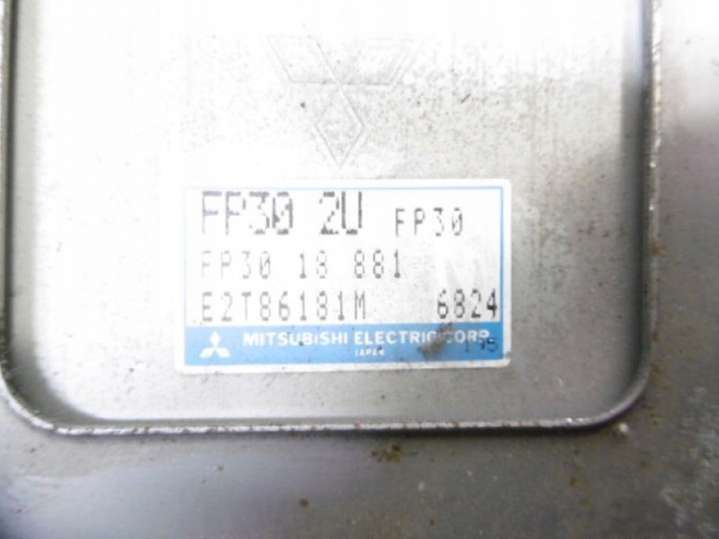 FP30 2U FP30
FP30 18 881
E2T86181M 6824
MITSUBISHI ELECTRIC CORP.
JAPAN